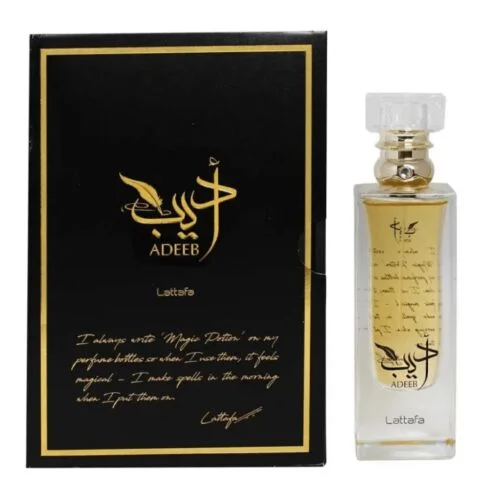 أديب
ADEEB
Lattafa
I always write 'Magic Potion' on my
perfume bottles so when I use them, it feels
magical – I make spells in the morning
when I put them on.
Lattafa
أديب
ADEEB
Lattafa